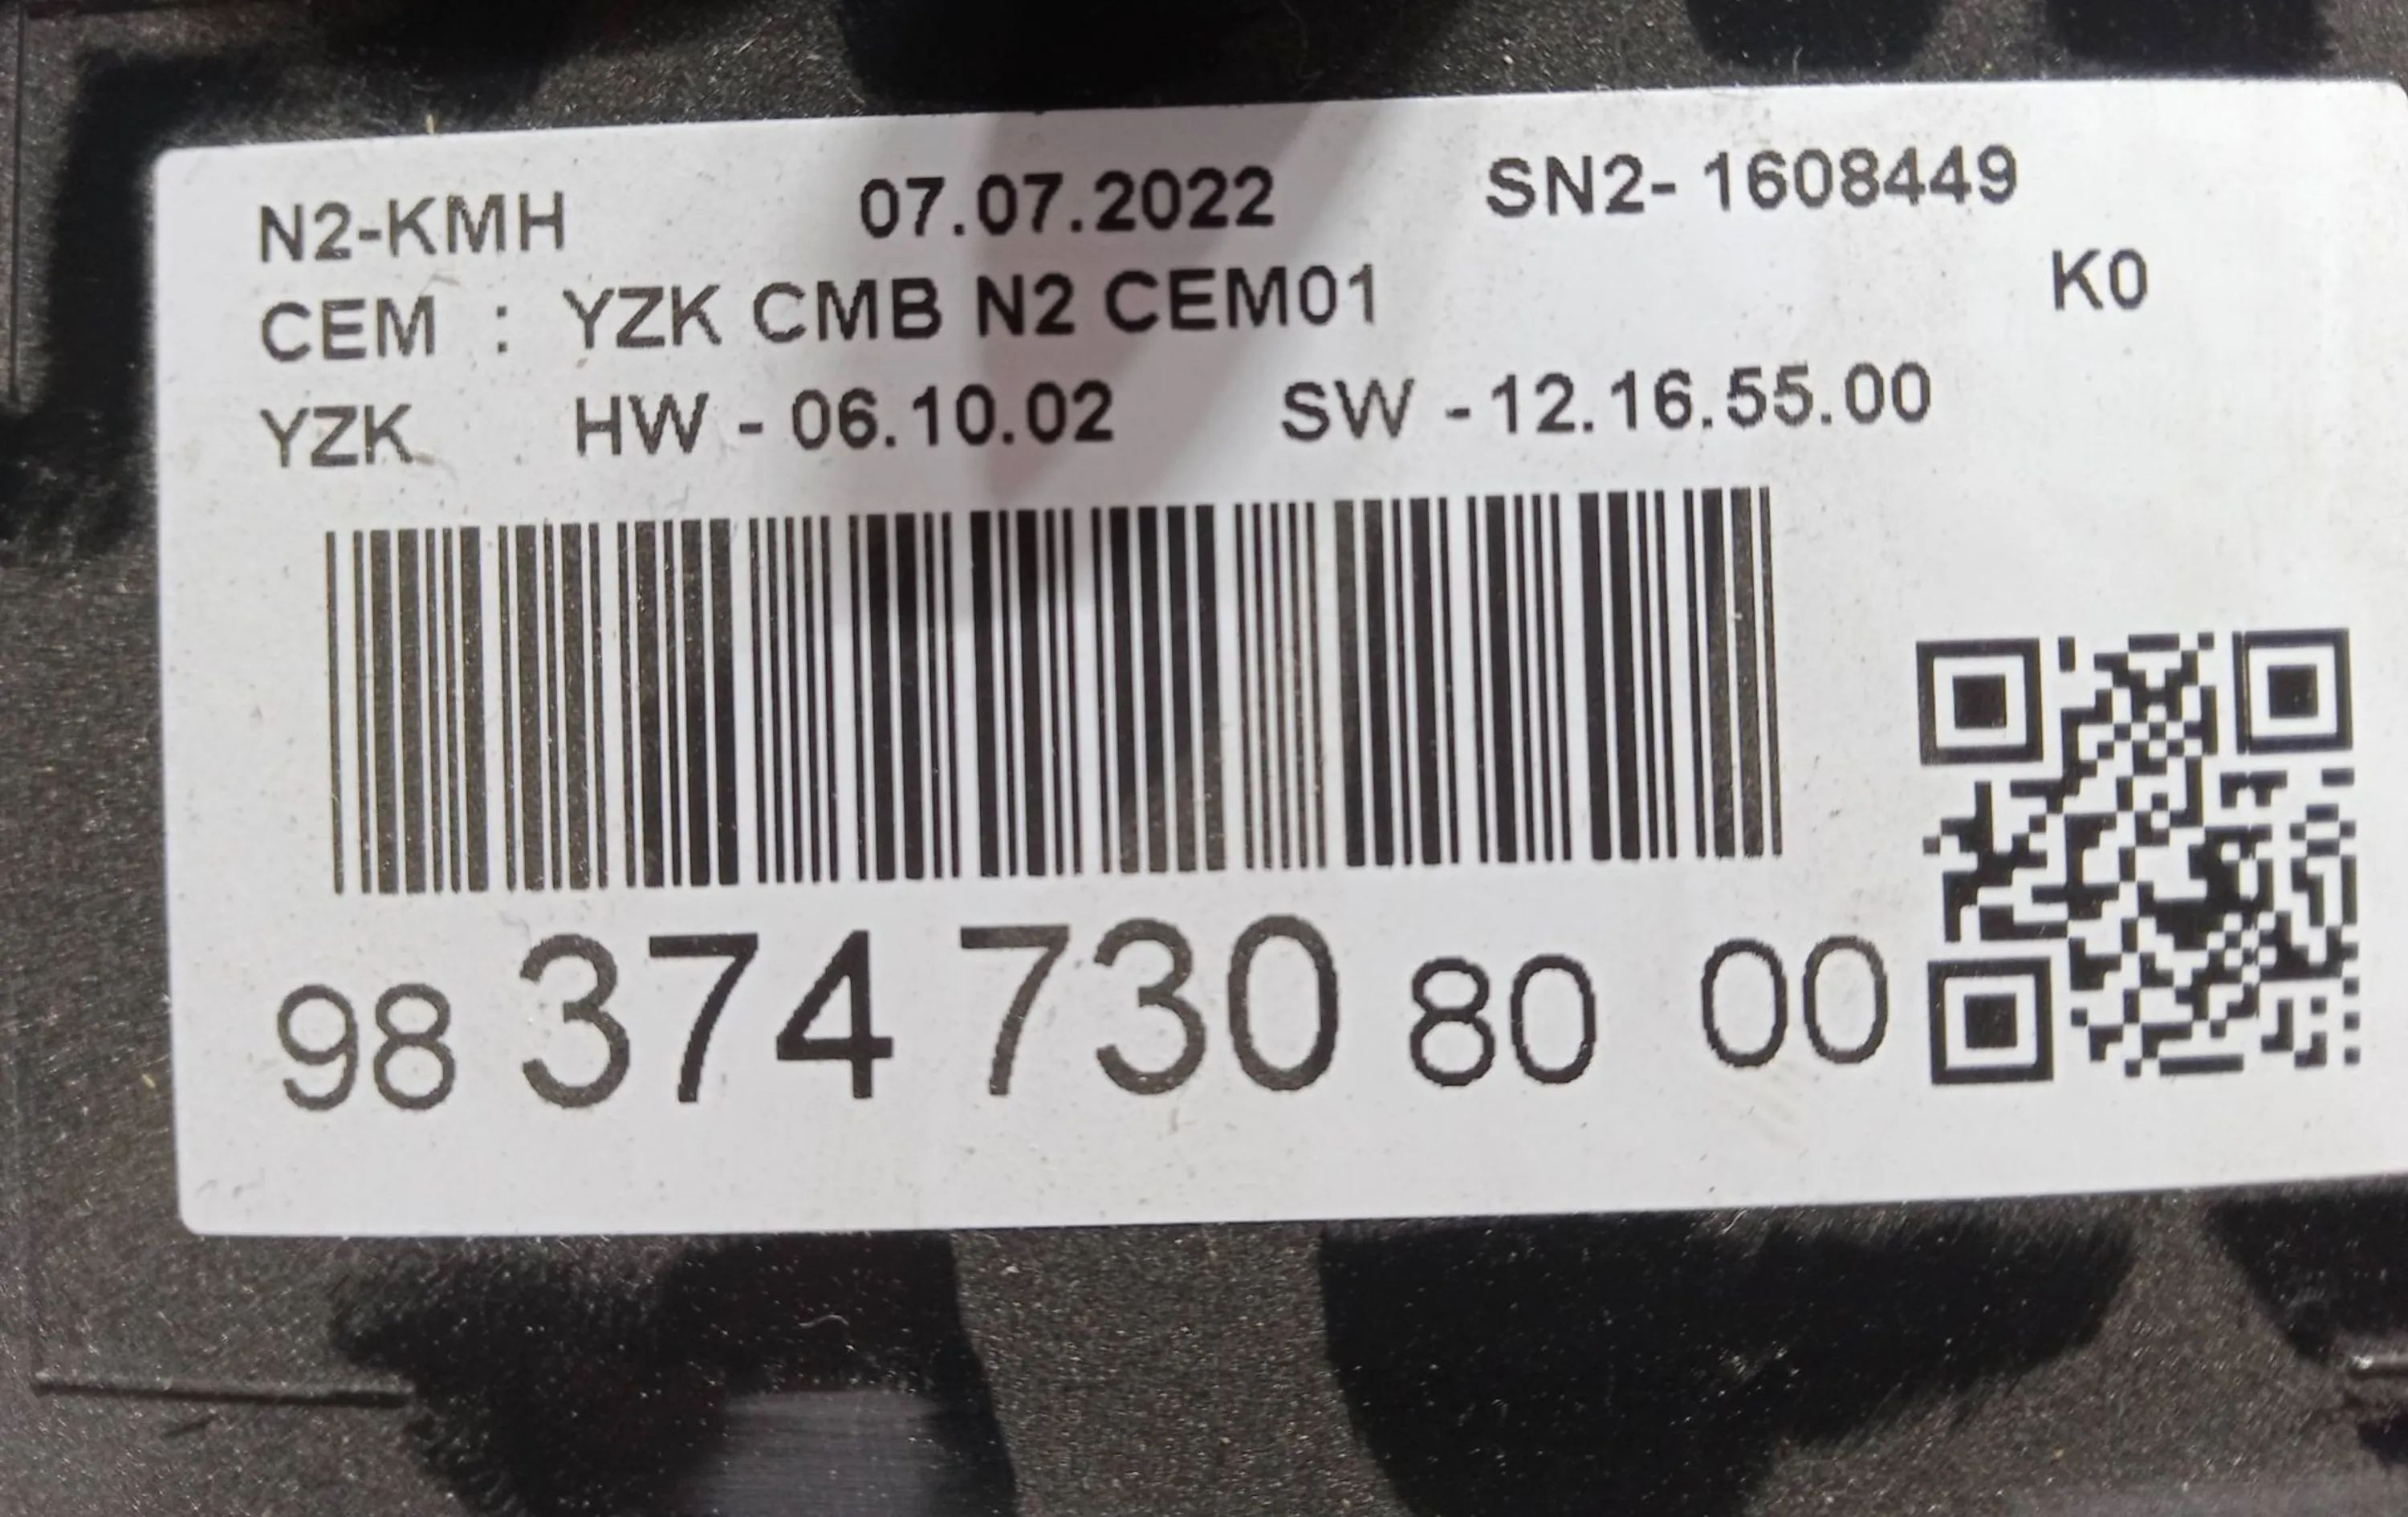 N2-KMH 07.07.2022 SN2- 1608449
K0
CEM : YZK CMB N2 CEM01
YZK HW - 06.10.02 SW - 12.16.55.00
98 374 730 80 00